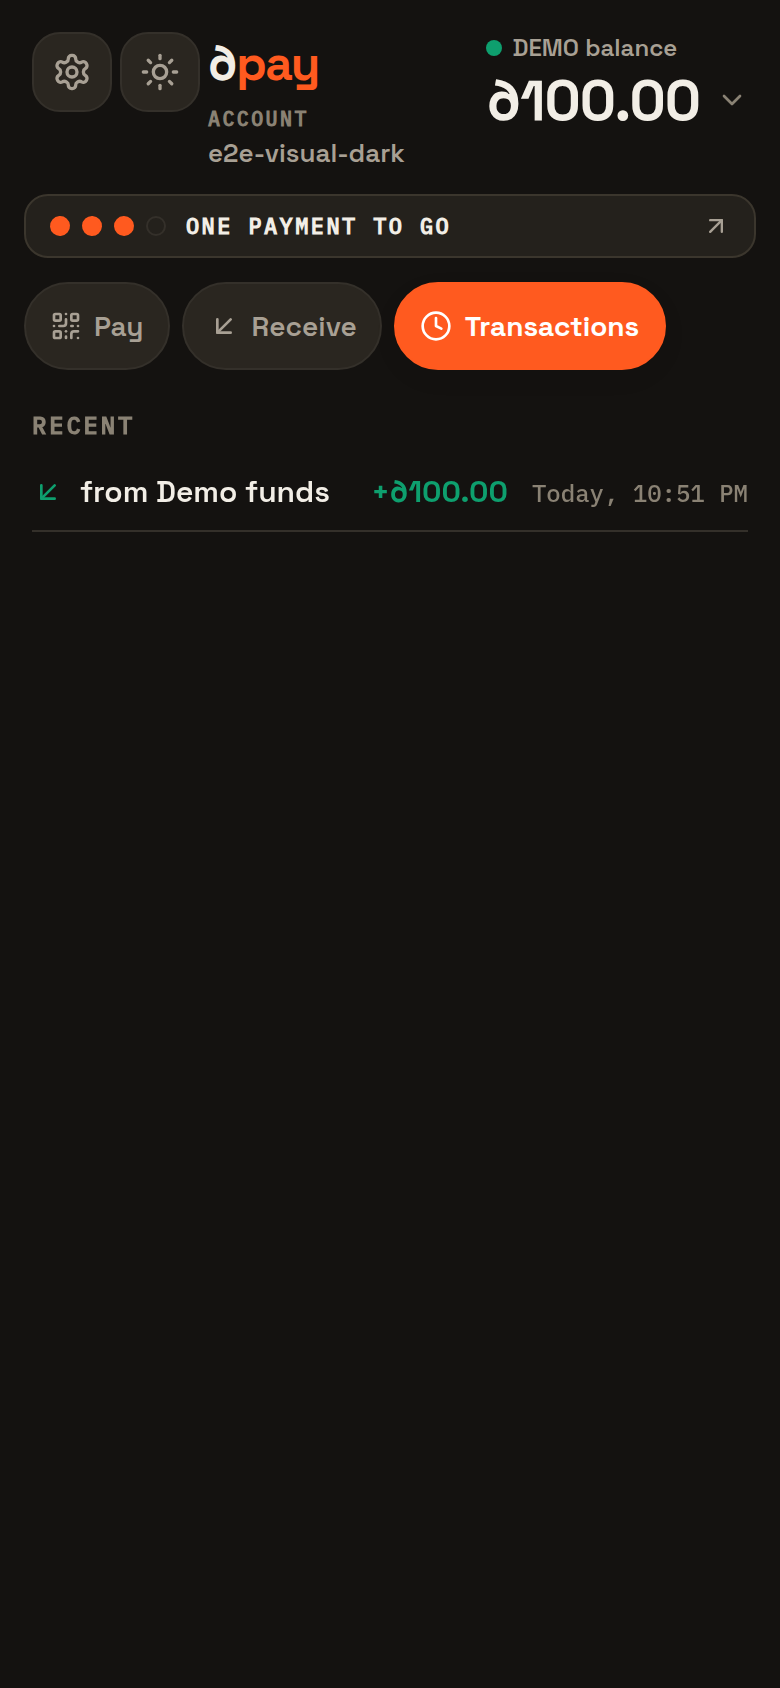 ∂pay
ACCOUNT
e2e-visual-dark
DEMO balance
∂100.00
ONE PAYMENT TO GO
Pay
Receive
Transactions
RECENT
from Demo funds +∂100.00 Today, 10:51 PM